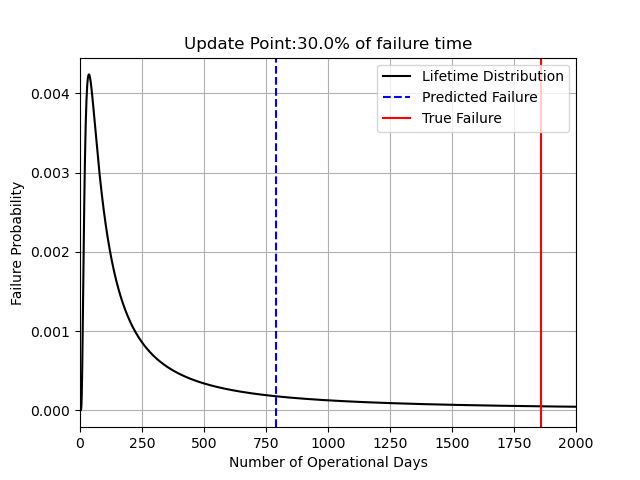 Update Point:30.0% of failure time
Lifetime Distribution
Predicted Failure
True Failure
Failure Probability
0.004
0.003
0.002
0.001
0.000
0 250 500 750 1000 1250 1500 1750 2000
Number of Operational Days